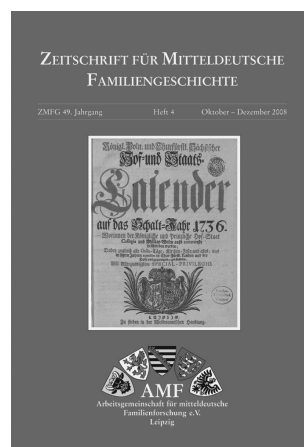 ZEITSCHRIFT FÜR MITTELDEUTSCHE
FAMILIENGESCHICHTE
ZMFG 49. Jahrgang Heft 4 Oktober – Dezember 2008
Königl. Poln. und Churfürstl. Sächsischer
Hof- und Staats-
Calender
auf das Schalt-Jahr 1736.
LEIPZIG,
AMF
Arbeitsgemeinschaft für mitteldeutsche
Familienforschung e.V.
Leipzig